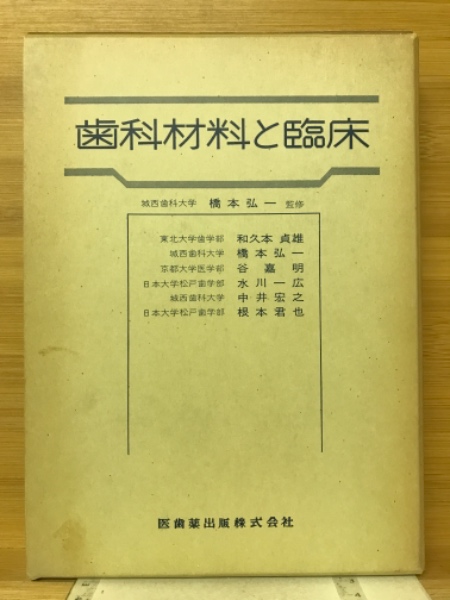 歯科材料と臨床
城西歯科大学 橋本弘一 監修
東北大学歯学部 和久本貞雄
城西歯科大学 橋本弘一
京都大学医学部 谷嘉明
日本大学松戸歯学部 水川一広
城西歯科大学 中井宏之
日本大学松戸歯学部 根本君也
医歯薬出版株式会社